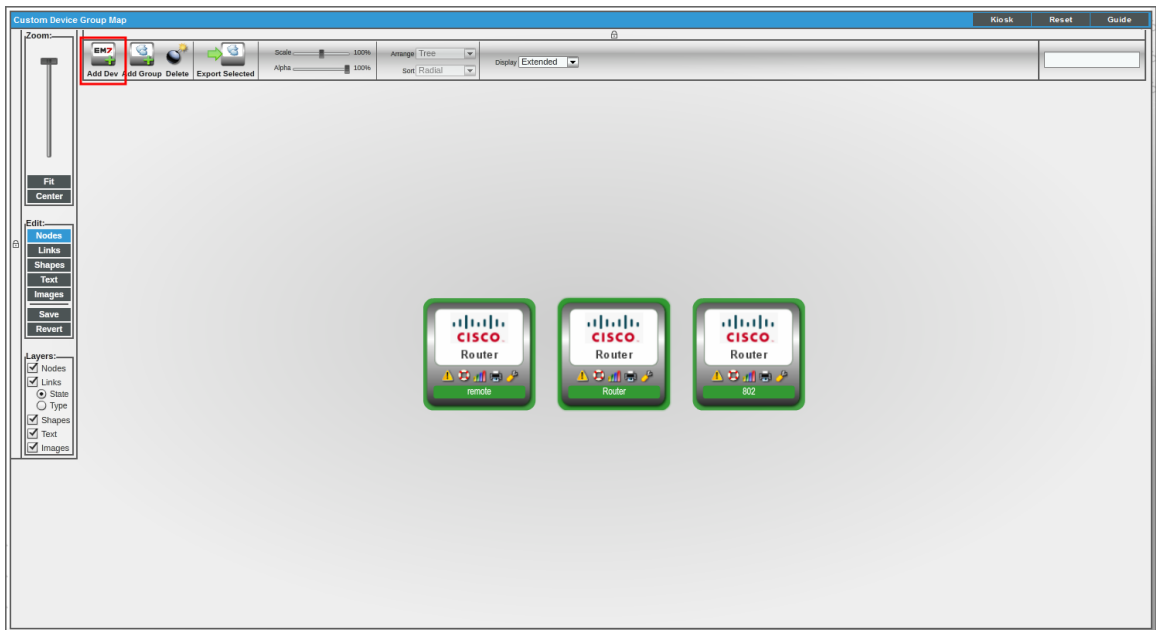 Custom Device Group Map
Kiosk Reset Guide
Zoom:
Fit
Center
Edit:
Nodes
Links
Shapes
Text
Images
Save
Revert
Layers:
Nodes
Links
State
Type
Shapes
Text
Images
EM7
Add Dev Add Group Delete Export Selected
Scale 100%
Alpha 100%
Arrange Tree
Sort Radial
Display Extended
CISCO
Router
remote
CISCO
Router
Router
CISCO
Router
802